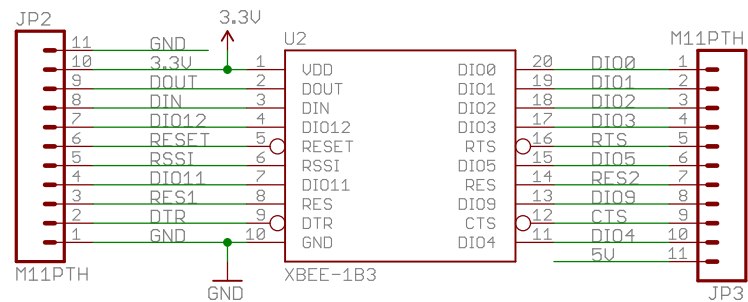 JP2
3.3V
U2
M11PTH
11 GND
10 3.3V 1 VDD DIO0 20 DIO0 1
9 DOUT 2 DOUT DIO1 19 DIO1 2
8 DIN 3 DIN DIO2 18 DIO2 3
7 DIO12 4 DIO12 DIO3 17 DIO3 4
6 RESET 5 RESET RTS 16 RTS 5
5 RSSI 6 RSSI DIO5 15 DIO5 6
4 DIO11 7 DIO11 RES 14 RES2 7
3 RES1 8 RES DIO9 13 DIO9 8
2 DTR 9 DTR CTS 12 CTS 9
1 GND 10 GND DIO4 11 DIO4 10
5V 11
M11PTH
XBEE-1B3
GND
JP3